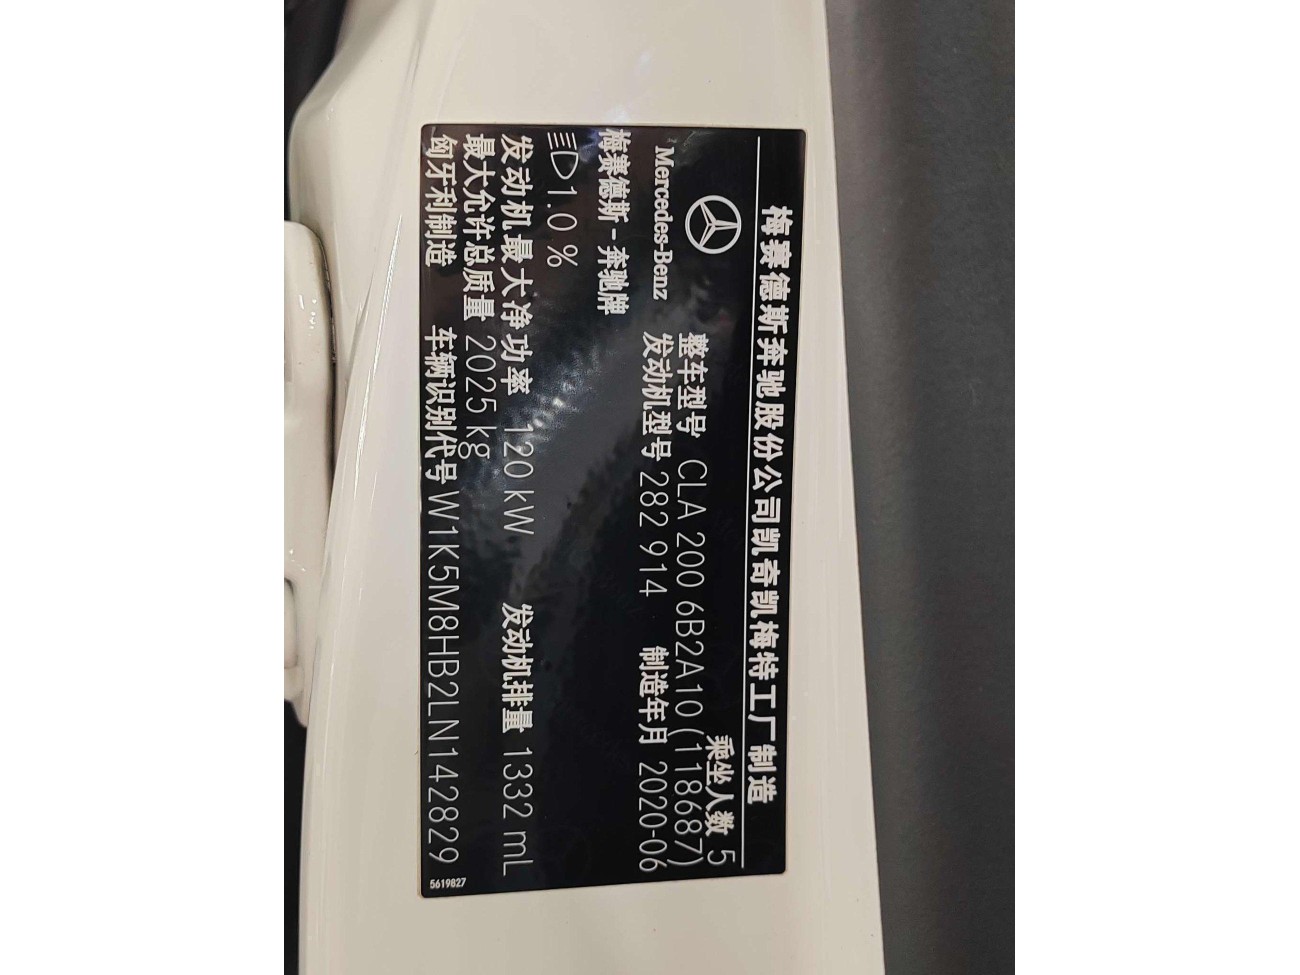 梅赛德斯奔驰股份公司凯奇凯梅特工厂制造
乘坐人数 5
整车型号 CLA 200 6B2A10 (118687)
Mercedes-Benz
发动机型号 282 914 制造年月 2020-06
梅赛德斯-奔驰牌
1.0 %
发动机最大净功率 120 kW 发动机排量 1332 mL
最大允许总质量 2025 kg
匈牙利制造 车辆识别代号 W1K5M8HB2LN142829
5619827